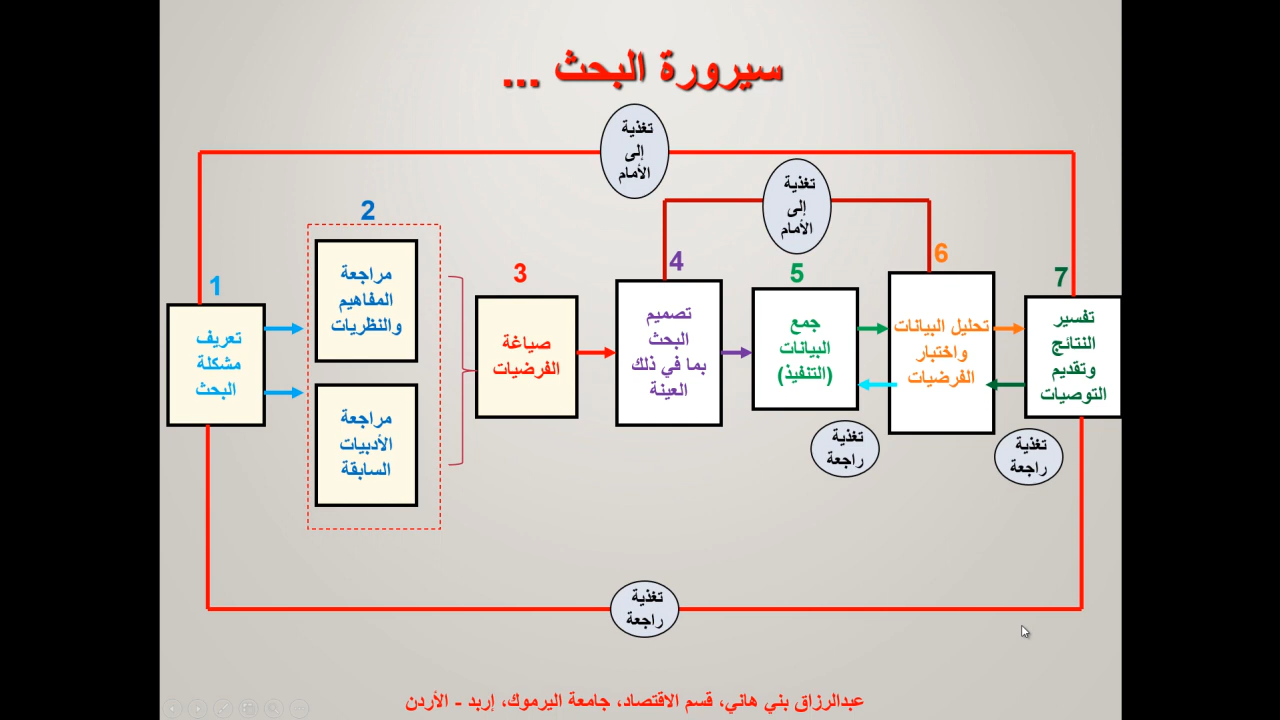 سيرورة البحث ...
تغذية
إلى
الأمام
تغذية
إلى
الأمام
1
تعريف
مشكلة
البحث
2
مراجعة
المفاهيم
والنظريات
مراجعة
الأدبيات
السابقة
3
صياغة
الفرضيات
4
تصميم
البحث
بما في ذلك
العينة
5
جمع
البيانات
(التنفيذ)
6
تحليل البيانات
واختبار
الفرضيات
7
تفسير
النتائج
وتقديم
التوصيات
تغذية
راجعة
تغذية
راجعة
تغذية
راجعة
عبدالرزاق بني هاني، قسم الاقتصاد، جامعة اليرموك، إربد - الأردن